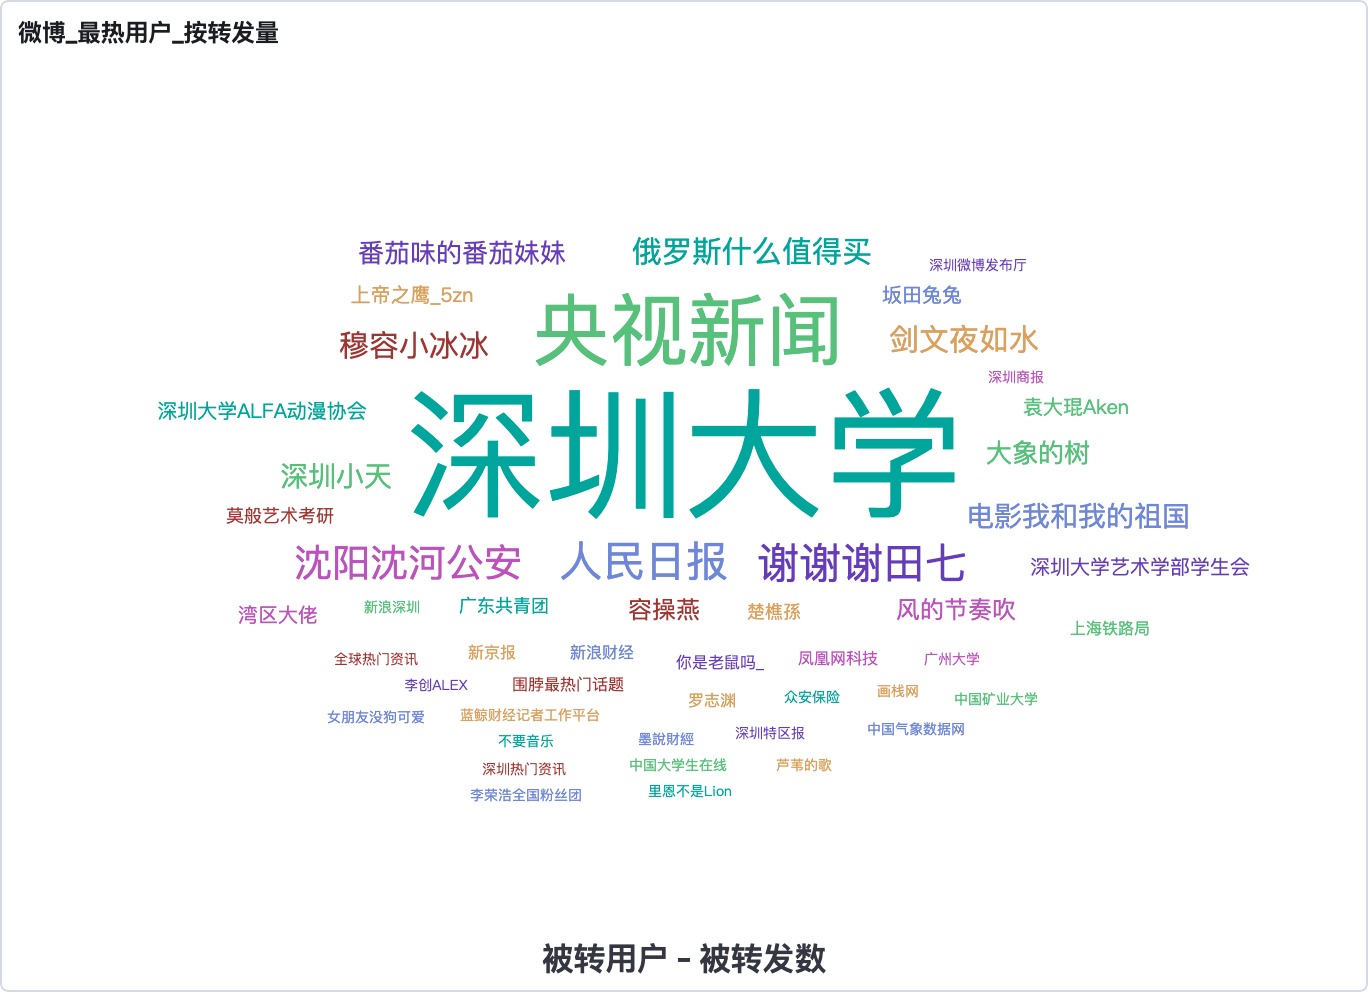 微博_最热用户_按转发量
番茄味的番茄妹妹
俄罗斯什么值得买
深圳微博发布厅
上帝之鹰_5zn
央视新闻
坂田兔兔
穆容小冰冰
剑文夜如水
深圳商报
深圳大学ALFA动漫协会
深圳大学
袁大琨Aken
大象的树
深圳小天
莫般艺术考研
电影我和我的祖国
沈阳沈河公安
人民日报
谢谢谢田七
深圳大学艺术学部学生会
湾区大佬
新浪深圳
广东共青团
容操燕
楚樵孫
风的节奏吹
上海铁路局
全球热门资讯
新京报
新浪财经
你是老鼠吗_
凤凰网科技
广州大学
李创ALEX
围脖最热门话题
罗志渊
众安保险
画栈网
中国矿业大学
女朋友没狗可爱
蓝鲸财经记者工作平台
不要音乐
墨說財經
深圳特区报
中国气象数据网
深圳热门资讯
中国大学生在线
芦苇的歌
李荣浩全国粉丝团
里恩不是Lion
被转用户 - 被转发数